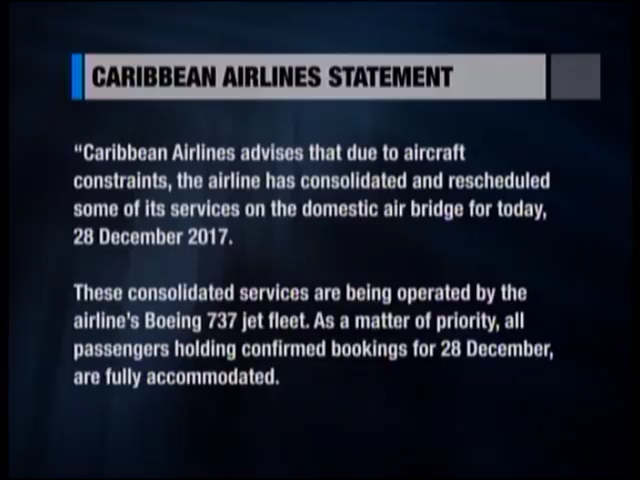 CARIBBEAN AIRLINES STATEMENT
“Caribbean Airlines advises that due to aircraft
constraints, the airline has consolidated and rescheduled
some of its services on the domestic air bridge for today,
28 December 2017.
These consolidated services are being operated by the
airline's Boeing 737 jet fleet. As a matter of priority, all
passengers holding confirmed bookings for 28 December,
are fully accommodated.